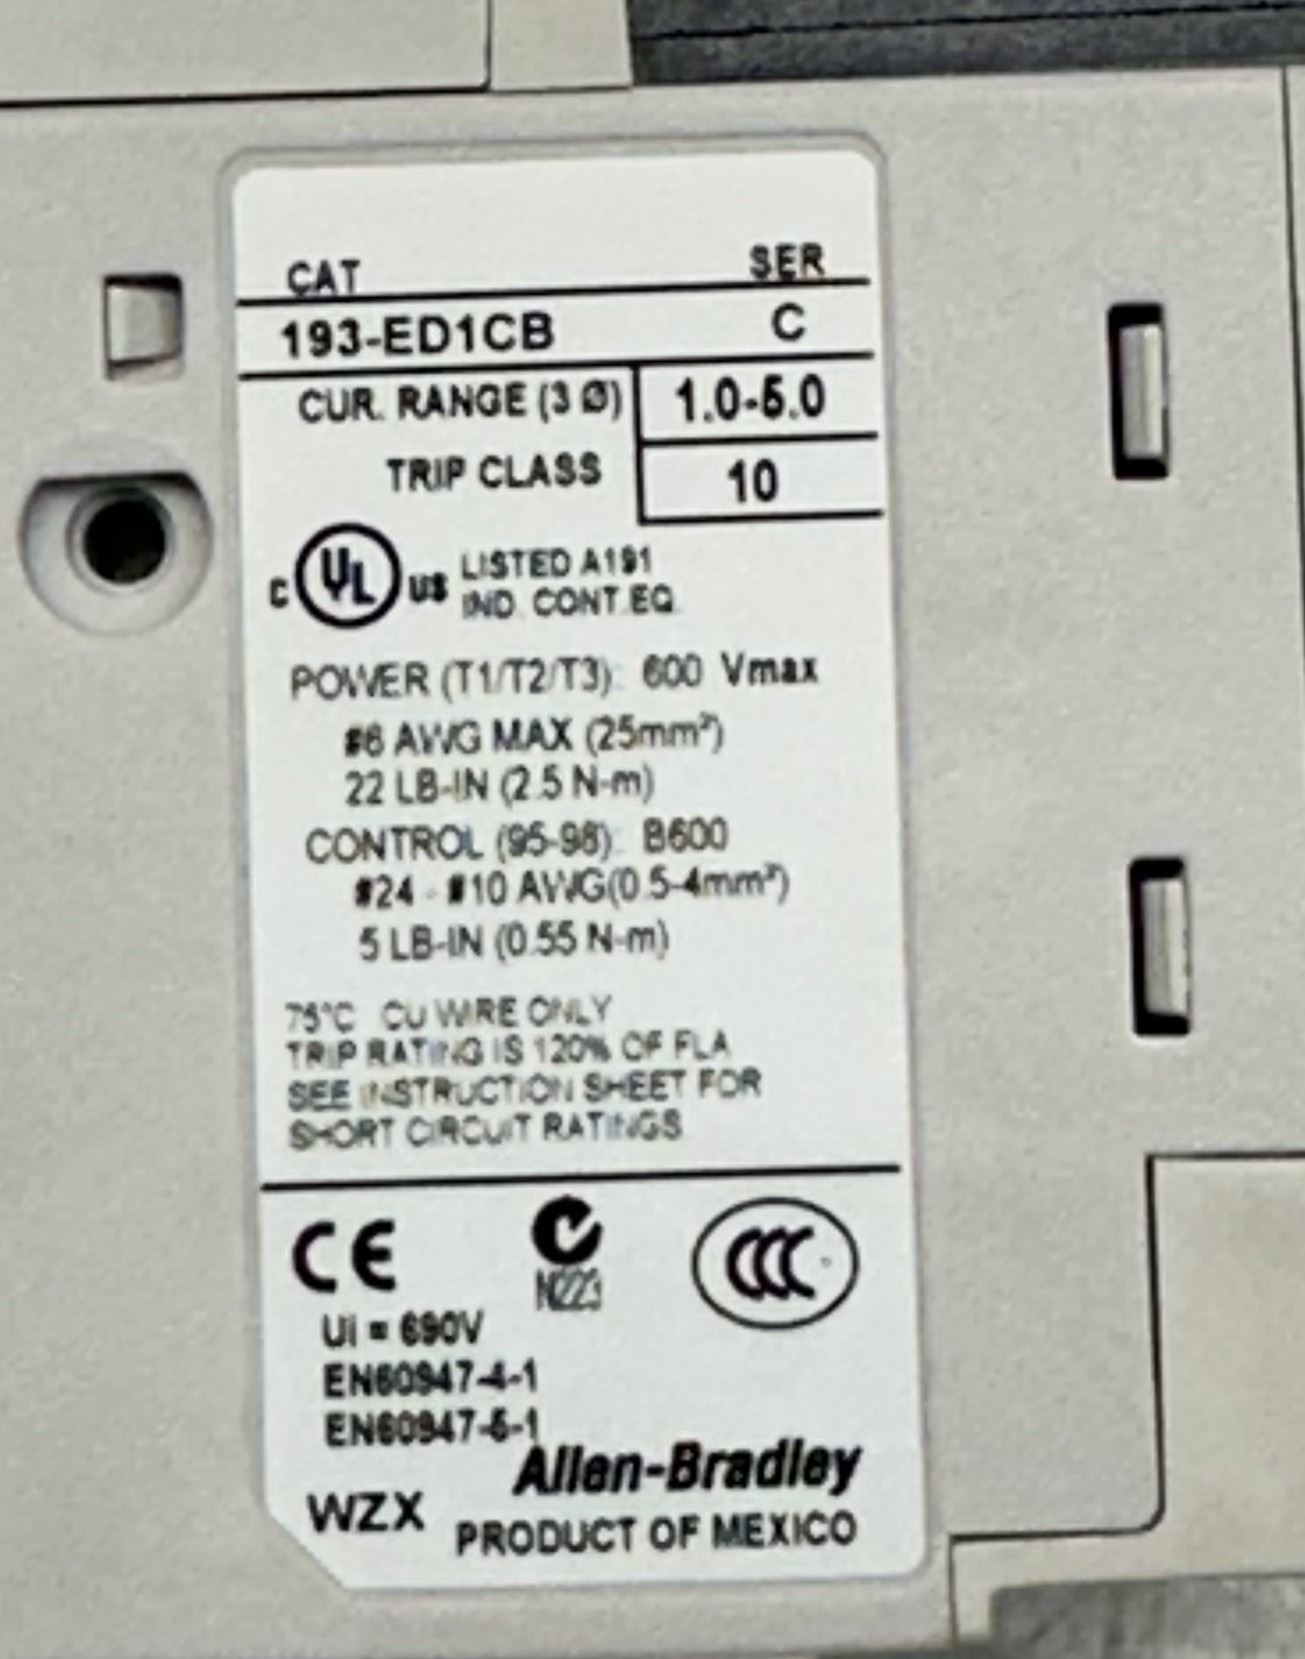 CAT SER
193-ED1CB C
CUR. RANGE (3 Ø) 1.0-5.0
TRIP CLASS 10
C UL US LISTED A191
IND. CONT. EQ.
POWER (T1/T2/T3): 600 Vmax
#6 AWG MAX (25mm²)
22 LB-IN (2.5 N-m)
CONTROL (95-98): B600
#24 - #10 AWG(0.5-4mm²)
5 LB-IN (0.55 N-m)
75°C CU WIRE ONLY
TRIP RATING IS 120% OF FLA
SEE INSTRUCTION SHEET FOR
SHORT CIRCUIT RATINGS
CE N223 CCC
Ui = 690V
EN60947-4-1
EN60947-5-1
Allen-Bradley
WZX PRODUCT OF MEXICO